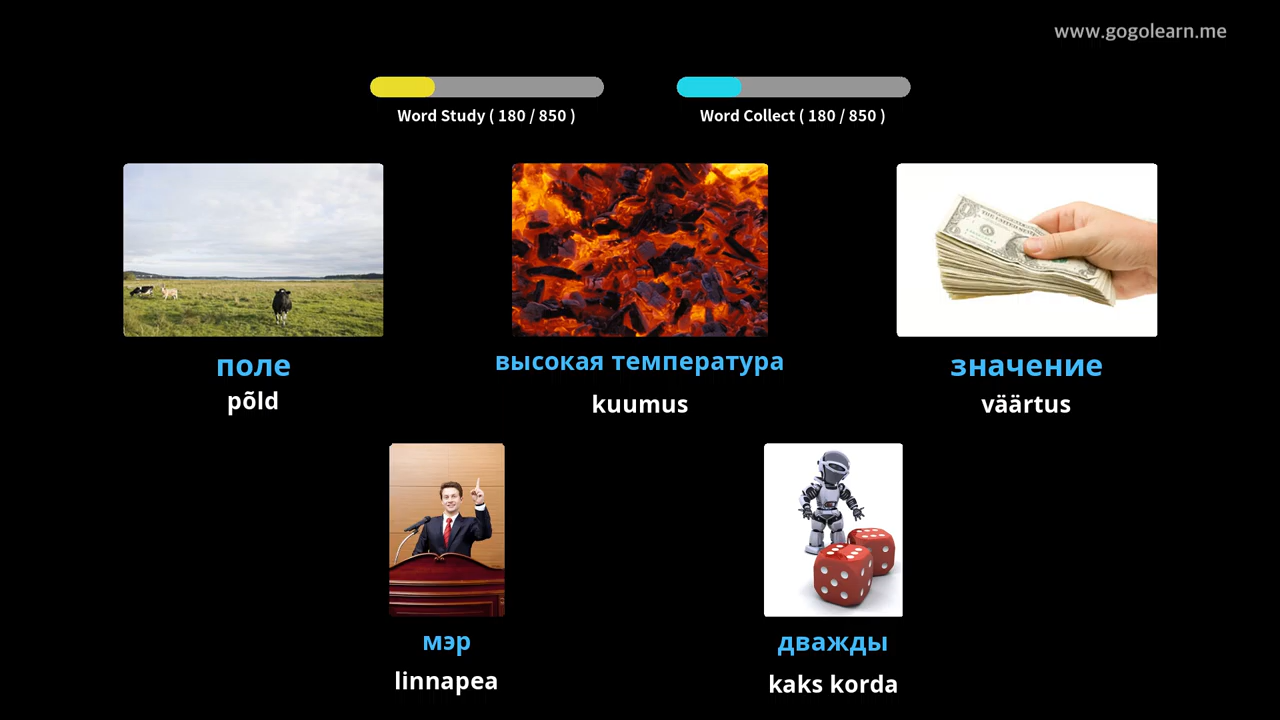 www.gogolearn.me
Word Study ( 180 / 850 )
Word Collect ( 180 / 850 )
поле
põld
высокая температура
kuumus
значение
väärtus
мэр
linnapea
дважды
kaks korda